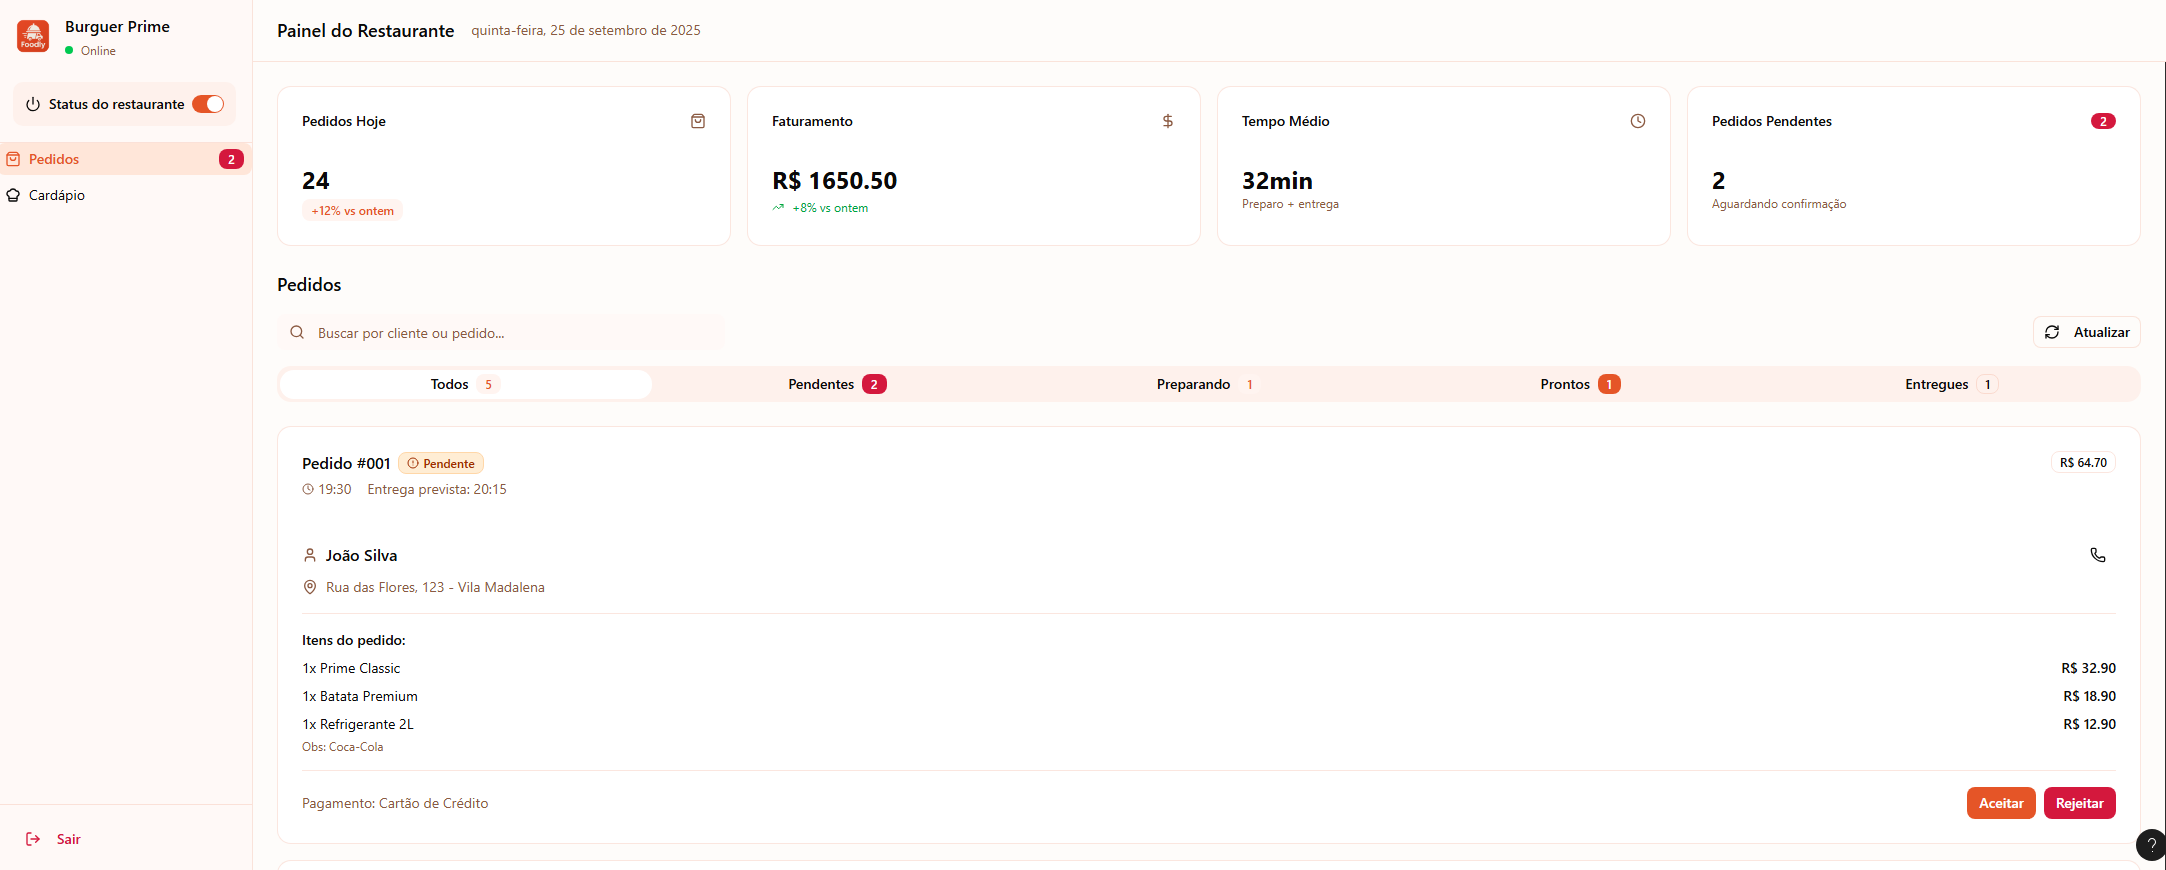 Foodly
Burguer Prime
Online
Status do restaurante
Pedidos 2
Cardápio
Sair
Painel do Restaurante quinta-feira, 25 de setembro de 2025
Pedidos Hoje
24
+12% vs ontem
Faturamento
R$ 1650.50
+8% vs ontem
Tempo Médio
32min
Preparo + entrega
Pedidos Pendentes 2
2
Aguardando confirmação
Pedidos
Buscar por cliente ou pedido...
Atualizar
Todos 5 Pendentes 2 Preparando 1 Prontos 1 Entregues 1
Pedido #001 Pendente R$ 64.70
19:30 Entrega prevista: 20:15
João Silva
Rua das Flores, 123 - Vila Madalena
Itens do pedido:
1x Prime Classic R$ 32.90
1x Batata Premium R$ 18.90
1x Refrigerante 2L R$ 12.90
Obs: Coca-Cola
Pagamento: Cartão de Crédito Aceitar Rejeitar
?